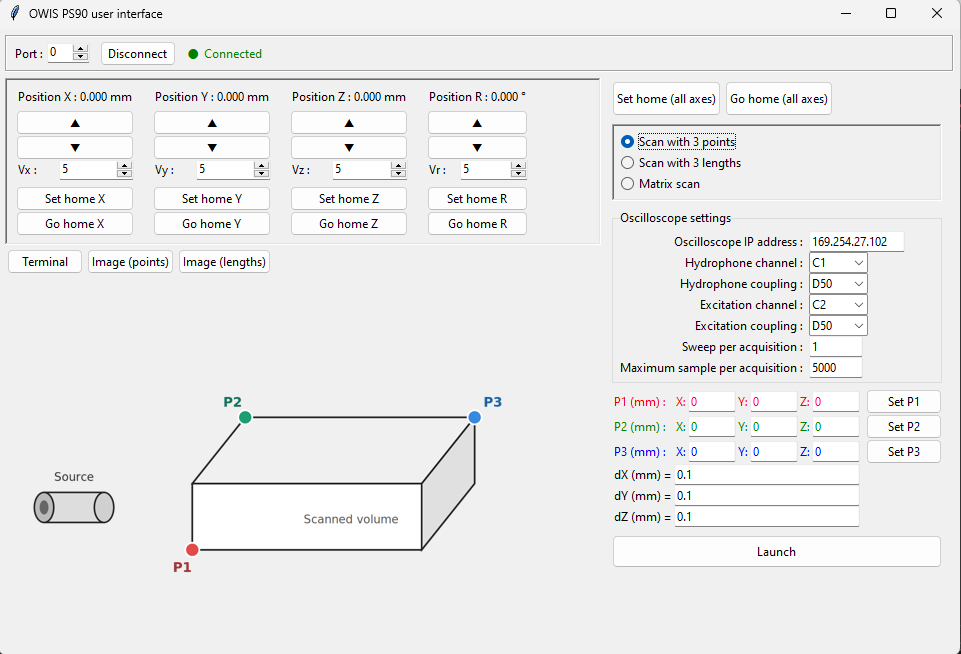 OWIS PS90 user interface
Port : 0 Disconnect Connected
Position X : 0.000 mm Position Y : 0.000 mm Position Z : 0.000 mm Position R : 0.000 °
▲ ▲ ▲ ▲
▼ ▼ ▼ ▼
Vx : 5 Vy : 5 Vz : 5 Vr : 5
Set home X Set home Y Set home Z Set home R
Go home X Go home Y Go home Z Go home R
Terminal Image (points) Image (lengths)
P2 P3
Source
Scanned volume
P1
Set home (all axes) Go home (all axes)
Scan with 3 points
Scan with 3 lengths
Matrix scan
Oscilloscope settings
Oscilloscope IP address : 169.254.27.102
Hydrophone channel : C1
Hydrophone coupling : D50
Excitation channel : C2
Excitation coupling : D50
Sweep per acquisition : 1
Maximum sample per acquisition : 5000
P1 (mm) : X: 0 Y: 0 Z: 0 Set P1
P2 (mm) : X: 0 Y: 0 Z: 0 Set P2
P3 (mm) : X: 0 Y: 0 Z: 0 Set P3
dX (mm) = 0.1
dY (mm) = 0.1
dZ (mm) = 0.1
Launch